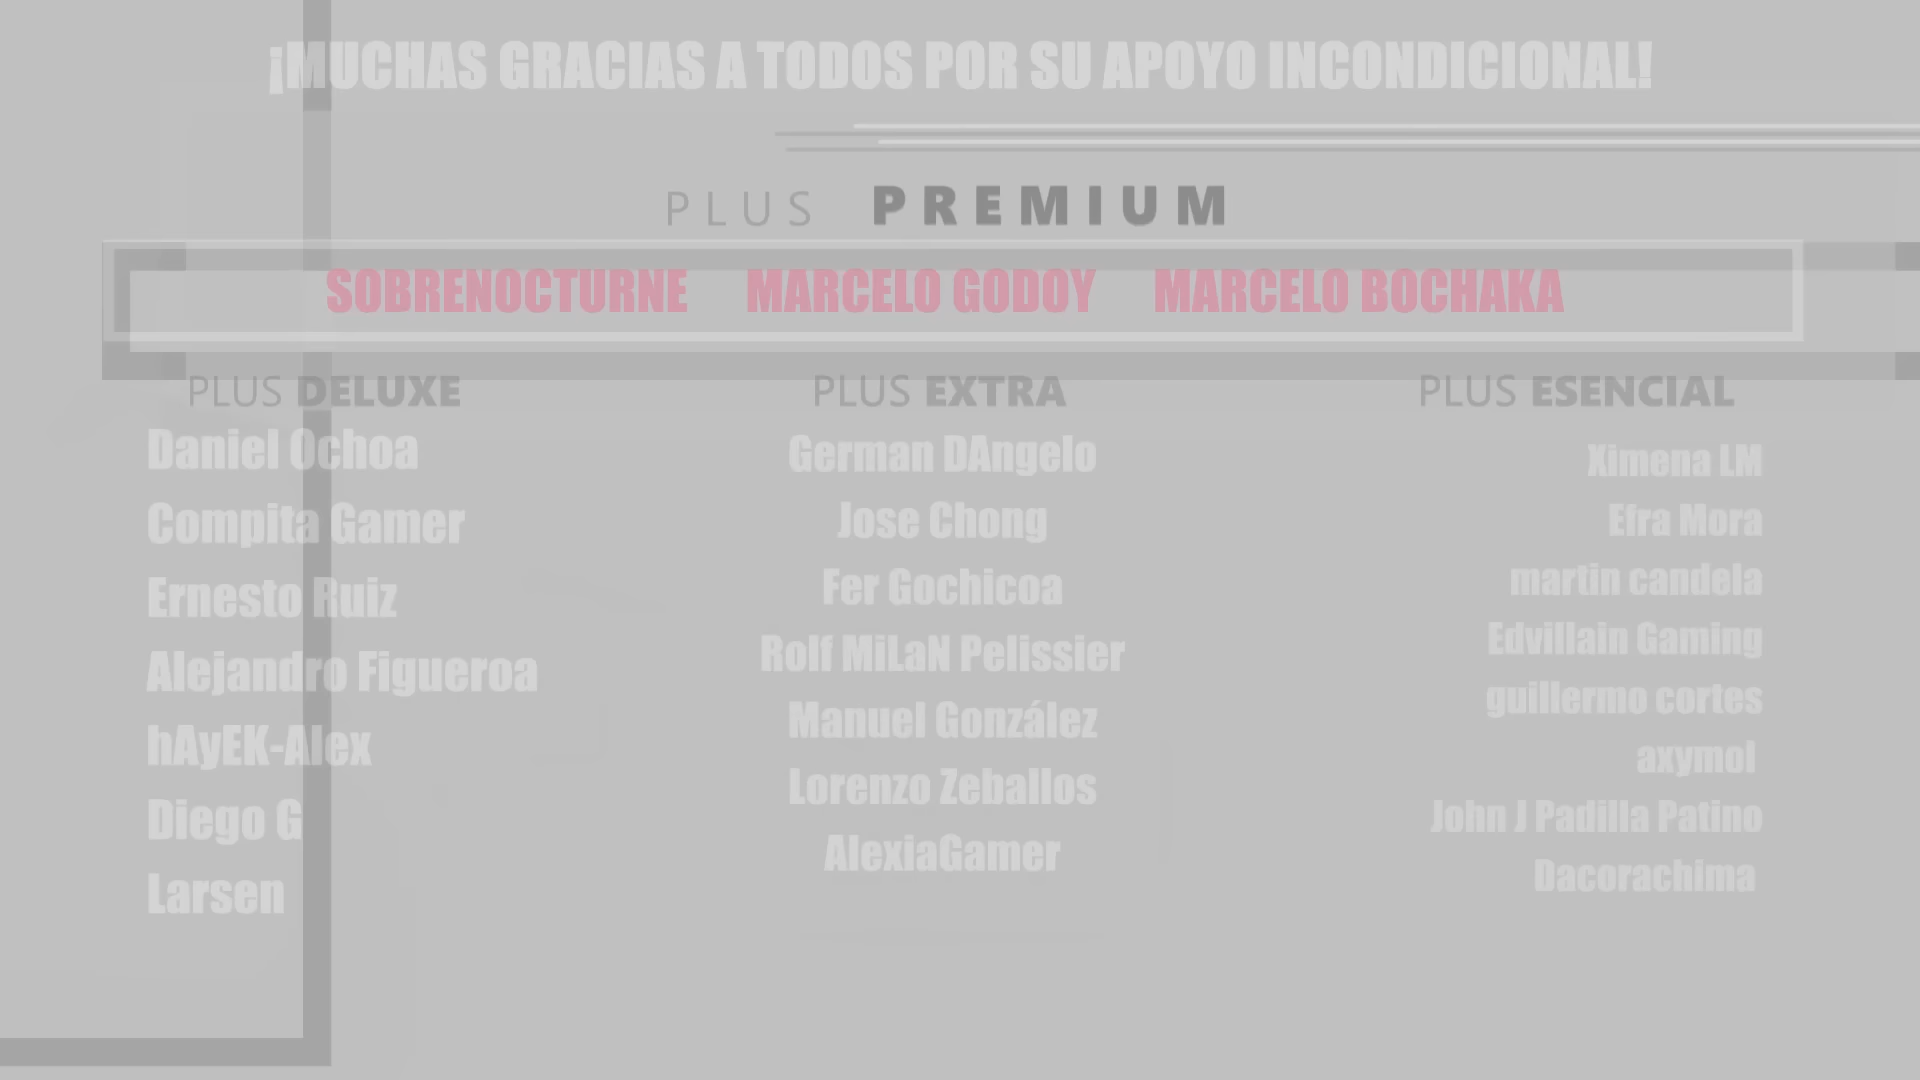 ¡MUCHAS GRACIAS A TODOS POR SU APOYO INCONDICIONAL!
PLUS PREMIUM
SOBRENOCTURNE MARCELO GODOY MARCELO BOCHAKA
PLUS DELUXE
Daniel Ochoa
Compita Gamer
Ernesto Ruiz
Alejandro Figueroa
hAyEK-Alex
Diego G
Larsen
PLUS EXTRA
German DAngelo
Jose Chong
Fer Gochicoa
Rolf MiLaN Pelissier
Manuel González
Lorenzo Zeballos
AlexiaGamer
PLUS ESENCIAL
Ximena LM
Efra Mora
martin candela
Edvillain Gaming
guillermo cortes
axymol
John J Padilla Patino
Dacorachima